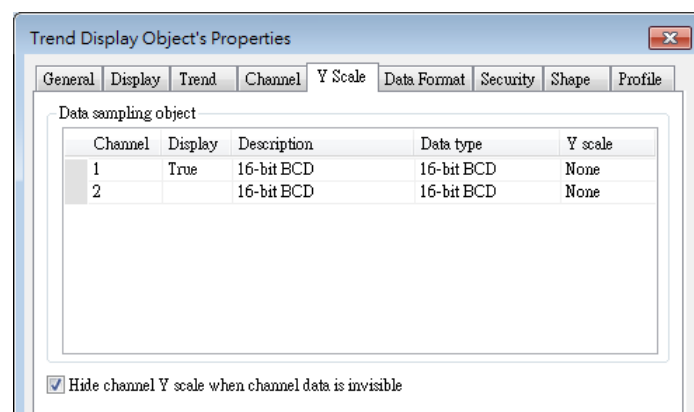 Trend Display Object's Properties
General Display Trend Channel Y Scale Data Format Security Shape Profile
Data sampling object
Channel Display Description Data type Y scale
1 True 16-bit BCD 16-bit BCD None
2 16-bit BCD 16-bit BCD None
Hide channel Y scale when channel data is invisible